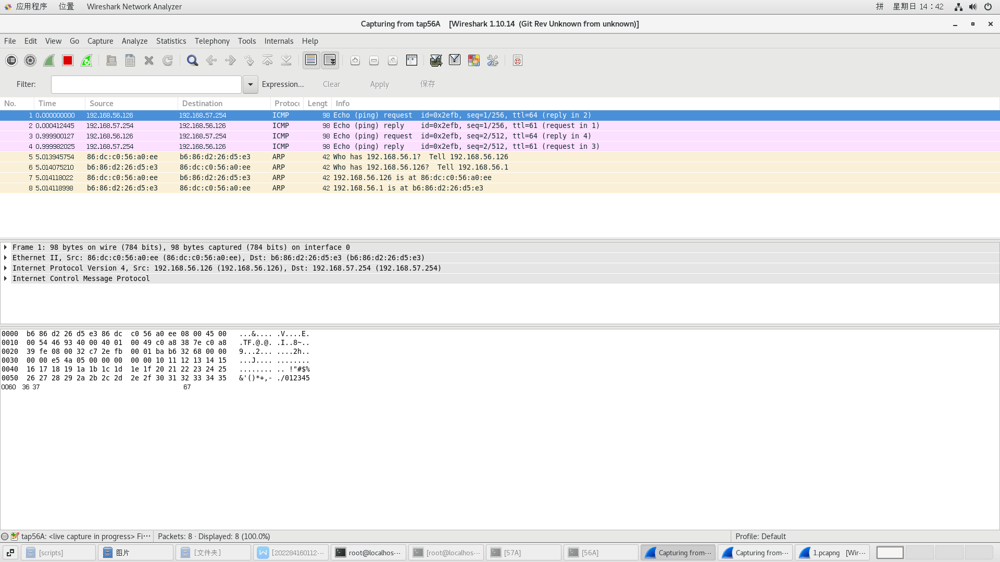 应用程序 位置 Wireshark Network Analyzer 拼 星期日 14:42
Capturing from tap56A [Wireshark 1.10.14 (Git Rev Unknown from unknown)]
File Edit View Go Capture Analyze Statistics Telephony Tools Internals Help
Filter: Expression... Clear Apply 保存
No. Time Source Destination Protoc Lengt Info
1 0.000000000 192.168.56.126 192.168.57.254 ICMP 98 Echo (ping) request id=0x2efb, seq=1/256, ttl=64 (reply in 2)
2 0.000412445 192.168.57.254 192.168.56.126 ICMP 98 Echo (ping) reply id=0x2efb, seq=1/256, ttl=61 (request in 1)
3 0.999900127 192.168.56.126 192.168.57.254 ICMP 98 Echo (ping) request id=0x2efb, seq=2/512, ttl=64 (reply in 4)
4 0.999982025 192.168.57.254 192.168.56.126 ICMP 98 Echo (ping) reply id=0x2efb, seq=2/512, ttl=61 (request in 3)
5 5.013945754 86:dc:c0:56:a0:ee b6:86:d2:26:d5:e3 ARP 42 Who has 192.168.56.1? Tell 192.168.56.126
6 5.014075210 b6:86:d2:26:d5:e3 86:dc:c0:56:a0:ee ARP 42 Who has 192.168.56.126? Tell 192.168.56.1
7 5.014118022 86:dc:c0:56:a0:ee b6:86:d2:26:d5:e3 ARP 42 192.168.56.126 is at 86:dc:c0:56:a0:ee
8 5.014118998 b6:86:d2:26:d5:e3 86:dc:c0:56:a0:ee ARP 42 192.168.56.1 is at b6:86:d2:26:d5:e3
Frame 1: 98 bytes on wire (784 bits), 98 bytes captured (784 bits) on interface 0
Ethernet II, Src: 86:dc:c0:56:a0:ee (86:dc:c0:56:a0:ee), Dst: b6:86:d2:26:d5:e3 (b6:86:d2:26:d5:e3)
Internet Protocol Version 4, Src: 192.168.56.126 (192.168.56.126), Dst: 192.168.57.254 (192.168.57.254)
Internet Control Message Protocol
0000 b6 86 d2 26 d5 e3 86 dc c0 56 a0 ee 08 00 45 00 ...&.... .V....E.
0010 00 54 46 93 40 00 40 01 00 49 c0 a8 38 7e c0 a8 .TF.@.@. .I..8~..
0020 39 fe 08 00 32 c7 2e fb 00 01 ba b6 32 68 00 00 9...2... ....2h..
0030 00 00 e5 4a 05 00 00 00 00 00 10 11 12 13 14 15 ...J.... ........
0040 16 17 18 19 1a 1b 1c 1d 1e 1f 20 21 22 23 24 25 ........ .. !"#$%
0050 26 27 28 29 2a 2b 2c 2d 2e 2f 30 31 32 33 34 35 &'()*+,- ./012345
0060 36 37 67
tap56A: <live capture in progress> Fi··· Packets: 8 · Displayed: 8 (100.0%) Profile: Default
[scripts] 图片 [文件夹] [202284160112··· root@localhos··· [root@localhos··· [57A] [56A] Capturing from··· Capturing from··· 1.pcapng [Wir···